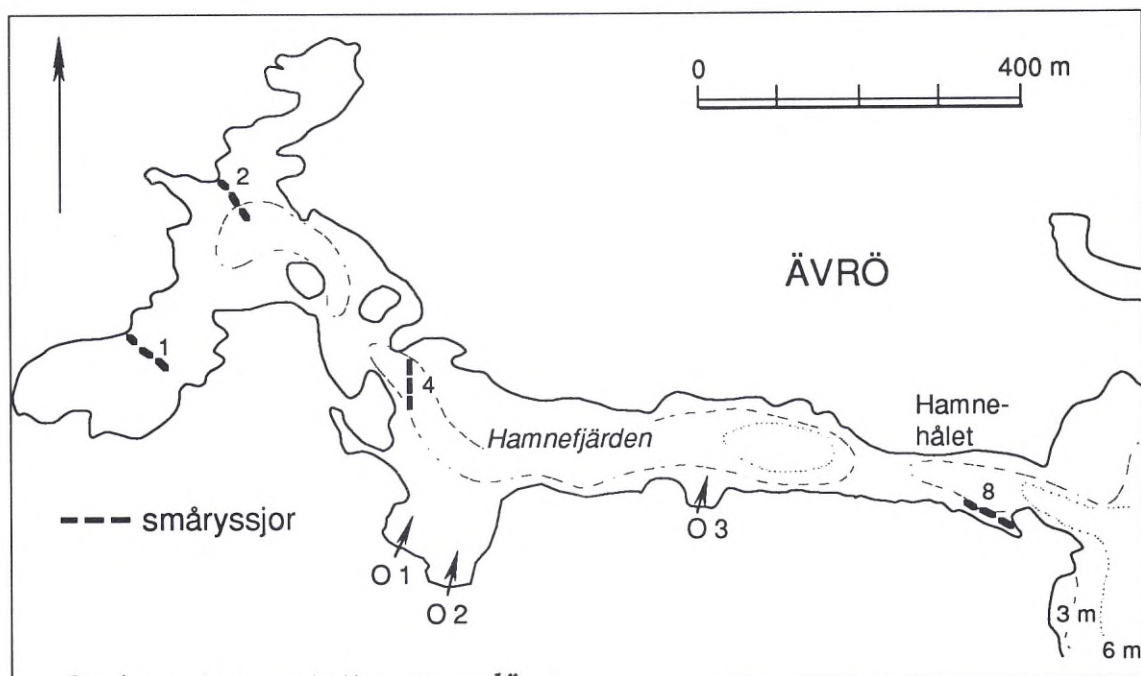 0 400 m
2
ÄVRÖ
1
4
Hamnefjärden
Hamne-
hålet
8
småryssjor
O 3
O 1
O 2
3 m
6 m